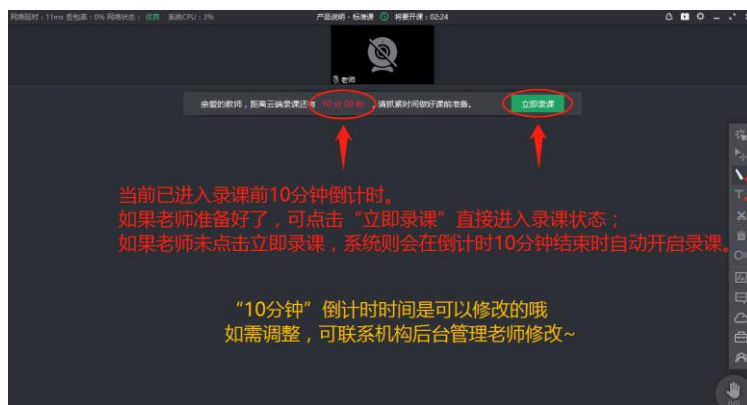 网络延时：11ms 丢包率：0% 网络状态：优良 系统CPU：3%
产品说明 - 标准课 将要开课：02:24
老师
亲爱的教师，距离云端录课还有 10 分 00 秒 ，请抓紧时间做好课前准备。 立即录课
当前已进入录课前10分钟倒计时。
如果老师准备好了，可点击“立即录课”直接进入录课状态；
如果老师未点击立即录课，系统则会在倒计时10分钟结束时自动开启录课。
“10分钟”倒计时时间是可以修改的哦
如需调整，可联系机构后台管理老师修改~
0/0